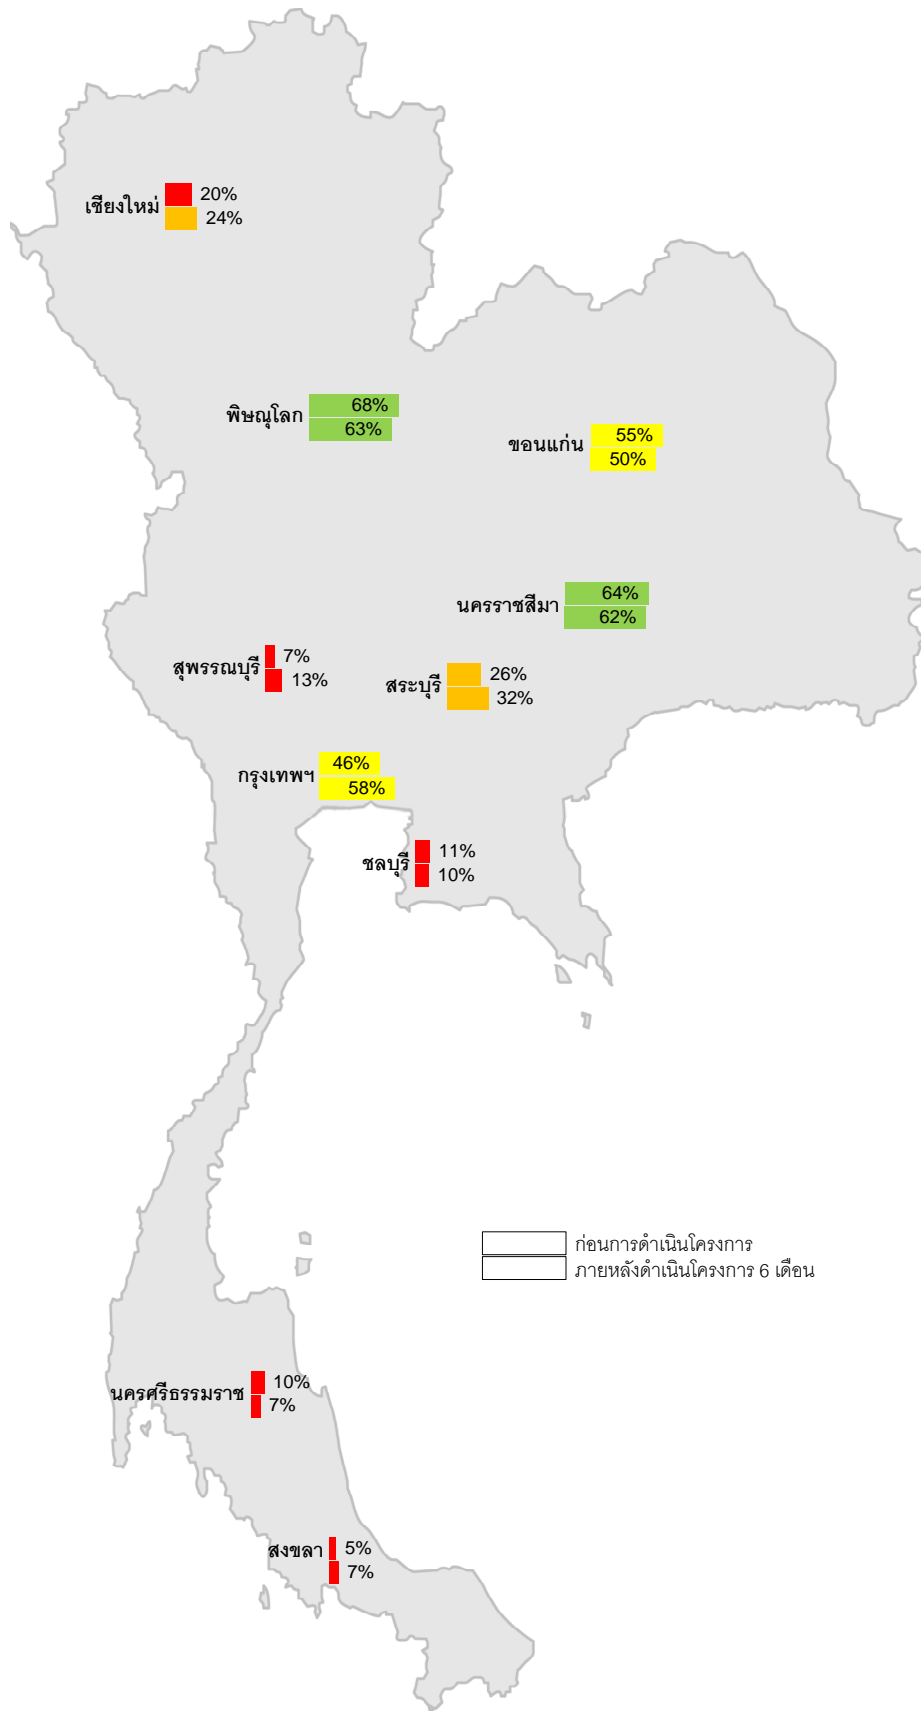 เชียงใหม่ 20%
24%
พิษณุโลก 68%
63%
ขอนแก่น 55%
50%
นครราชสีมา 64%
62%
สุพรรณบุรี 7%
13%
สระบุรี 26%
32%
กรุงเทพฯ 46%
58%
ชลบุรี 11%
10%
ก่อนการดำเนินโครงการ
ภายหลังดำเนินโครงการ 6 เดือน
นครศรีธรรมราช 10%
7%
สงขลา 5%
7%